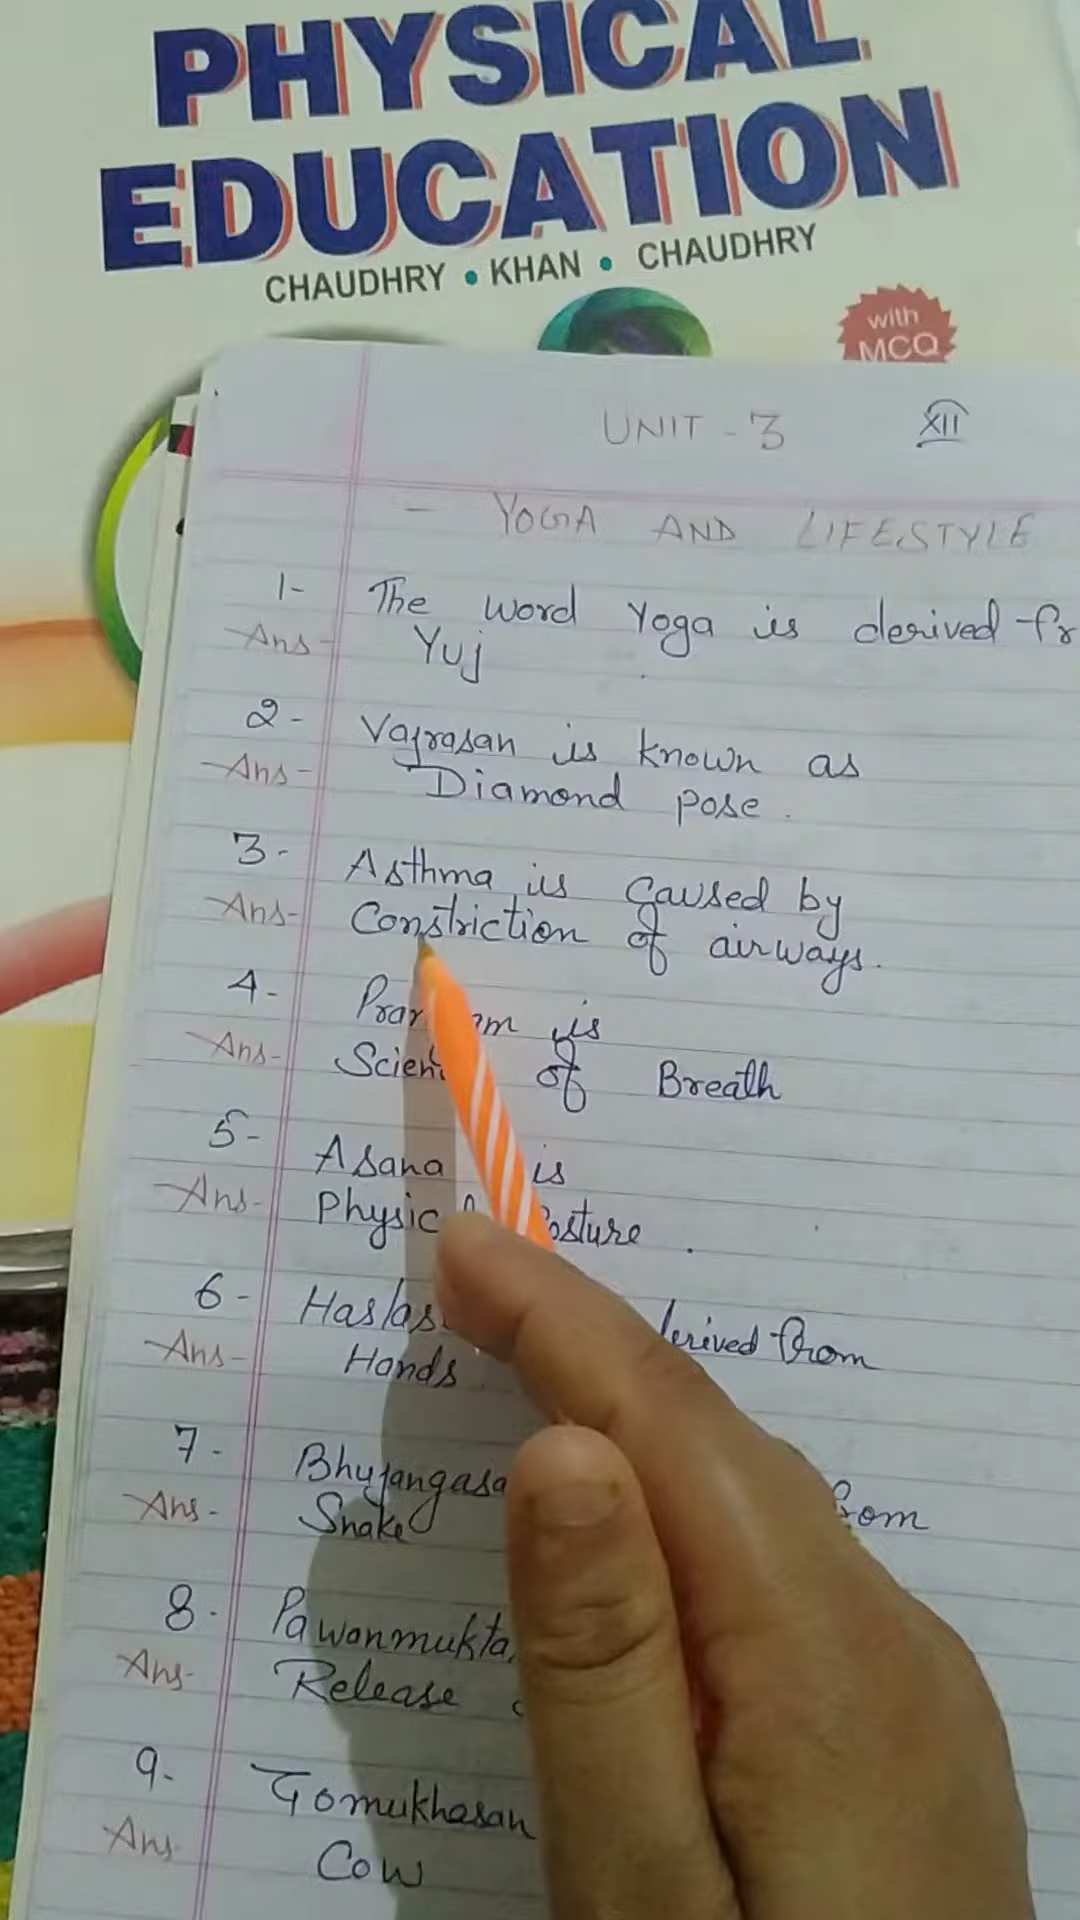 PHYSICAL
EDUCATION
CHAUDHRY • KHAN • CHAUDHRY
with
MCQ
UNIT - 3 XII
- YOGA AND LIFESTYLE
1- The word Yoga is derived fr
Ans- Yuj
2- Vajrasan is known as
Ans- Diamond pose.
3- Asthma is caused by
Ans- Constriction of airways.
4- is
Ans- of Breath
5- Asana is
Ans-
6- derived from
Ans- Hands.
7- from
Ans- Snake
8-
Ans- Release
9- Gomukhasan
Ans- Cow